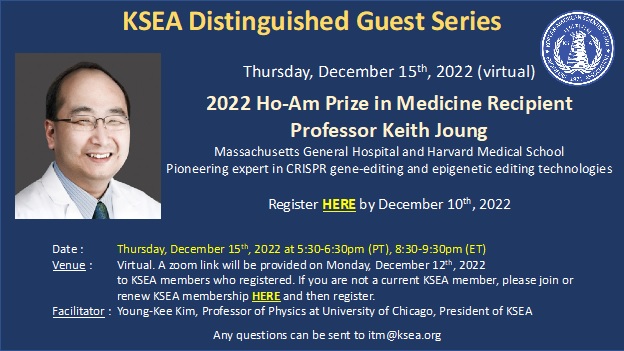 KSEA Distinguished Guest Series
Thursday, December 15th, 2022 (virtual)
2022 Ho-Am Prize in Medicine Recipient
Professor Keith Joung
Massachusetts General Hospital and Harvard Medical School
Pioneering expert in CRISPR gene-editing and epigenetic editing technologies
Register HERE by December 10th, 2022
Date : Thursday, December 15th, 2022 at 5:30-6:30pm (PT), 8:30-9:30pm (ET)
Venue : Virtual. A zoom link will be provided on Monday, December 12th, 2022
to KSEA members who registered. If you are not a current KSEA member, please join or
renew KSEA membership HERE and then register.
Facilitator : Young-Kee Kim, Professor of Physics at University of Chicago, President of KSEA
Any questions can be sent to itm@ksea.org